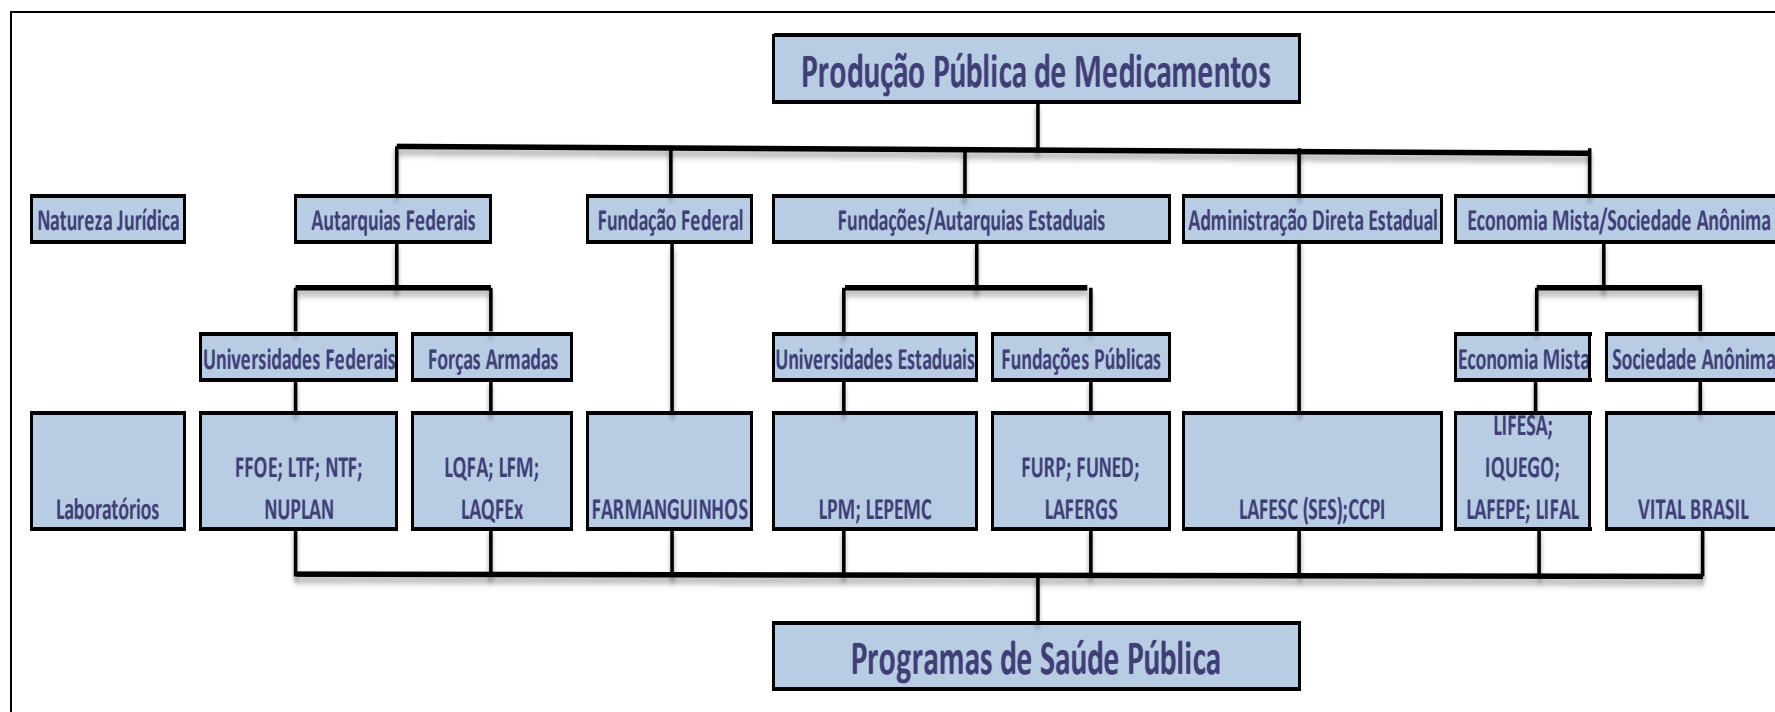 Produção Pública de Medicamentos
Natureza Jurídica
Autarquias Federais
Fundação Federal
Fundações/Autarquias Estaduais
Administração Direta Estadual
Economia Mista/Sociedade Anônima
Universidades Federais
Forças Armadas
Universidades Estaduais
Fundações Públicas
Economia Mista
Sociedade Anônima
Laboratórios
FFOE; LTF; NTF;
NUPLAN
LQFA; LFM;
LAQFEx
FARMANGUINHOS
LPM; LEPEMC
FURP; FUNED;
LAFERGS
LAFESC (SES);CCPI
LIFESA;
IQUEGO;
LAFEPE; LIFAL
VITAL BRASIL
Programas de Saúde Pública